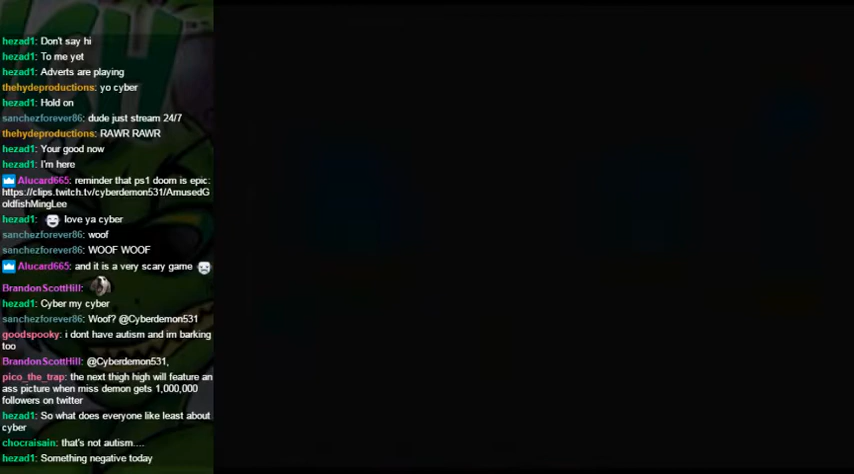 hezad1: Don't say hi
hezad1: To me yet
hezad1: Adverts are playing
thehydeproductions: yo cyber
hezad1: Hold on
sanchezforever86: dude just stream 24/7
thehydeproductions: RAWR RAWR
hezad1: Your good now
hezad1: I'm here
Alucard665: reminder that ps1 doom is epic:
https://clips.twitch.tv/cyberdemon531/AmusedG
oldfishMingLee
hezad1: love ya cyber
sanchezforever86: woof
sanchezforever86: WOOF WOOF
Alucard665: and it is a very scary game
BrandonScottHill:
hezad1: Cyber my cyber
sanchezforever86: Woof? @Cyberdemon531
goodspooky: i dont have autism and im barking
too
BrandonScottHill: @Cyberdemon531,
pico_the_trap: the next thigh high will feature an
ass picture when miss demon gets 1,000,000
followers on twitter
hezad1: So what does everyone like least about
cyber
chocraisain: that's not autism....
hezad1: Something negative today